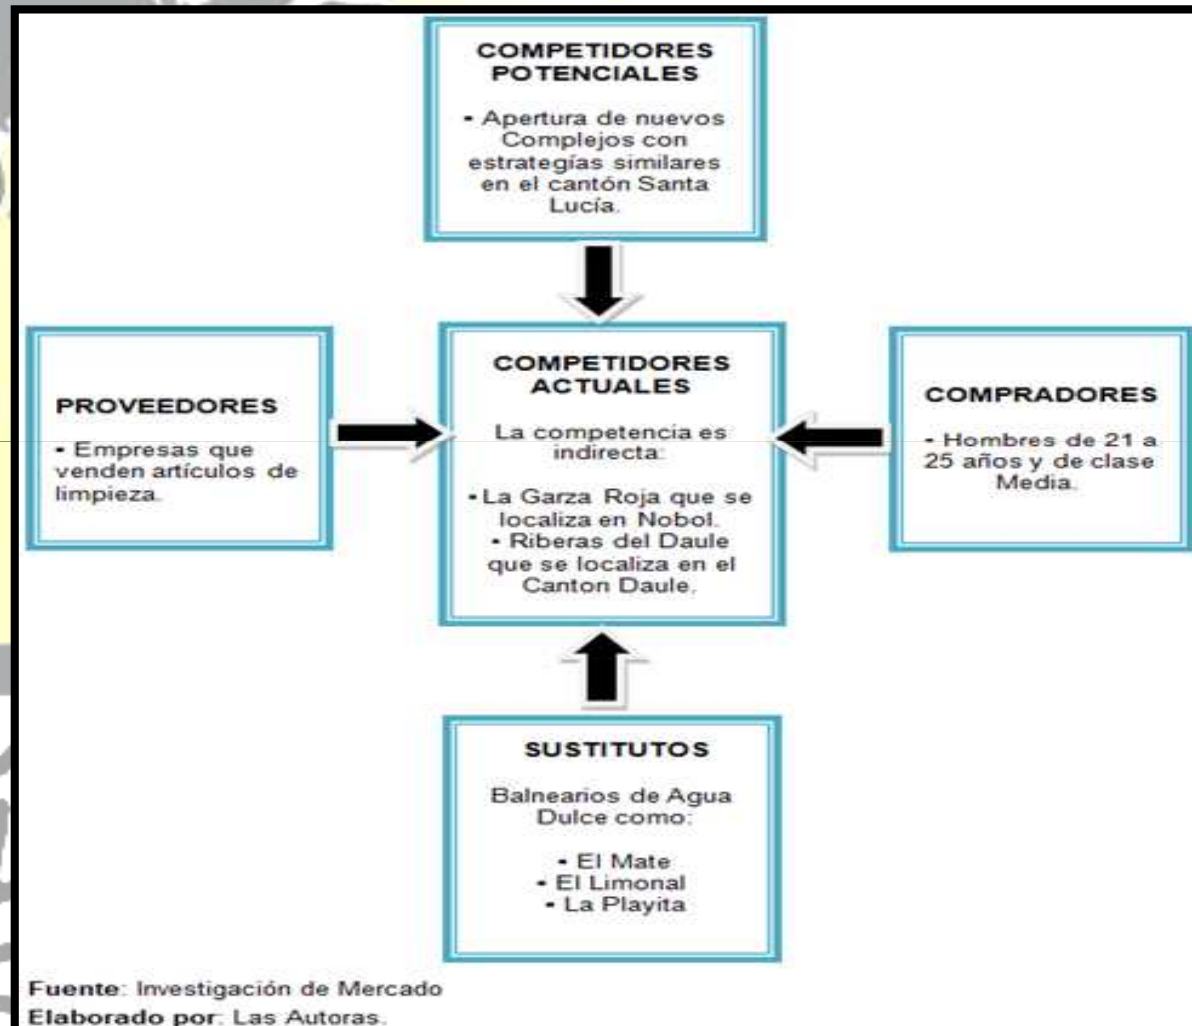 COMPETIDORES
POTENCIALES
▪ Apertura de nuevos
Complejos con
estrategías similares
en el cantón Santa
Lucía.
PROVEEDORES
▪ Empresas que
venden artículos de
limpieza.
COMPETIDORES
ACTUALES
La competencia es
indirecta:
▪ La Garza Roja que se
localiza en Nobol.
▪ Riberas del Daule
que se localiza en el
Canton Daule.
COMPRADORES
▪ Hombres de 21 a
25 años y de clase
Media.
SUSTITUTOS
Balnearios de Agua
Dulce como:
▪ El Mate
▪ El Limonal
▪ La Playita
Fuente: Investigación de Mercado
Elaborado por: Las Autoras.